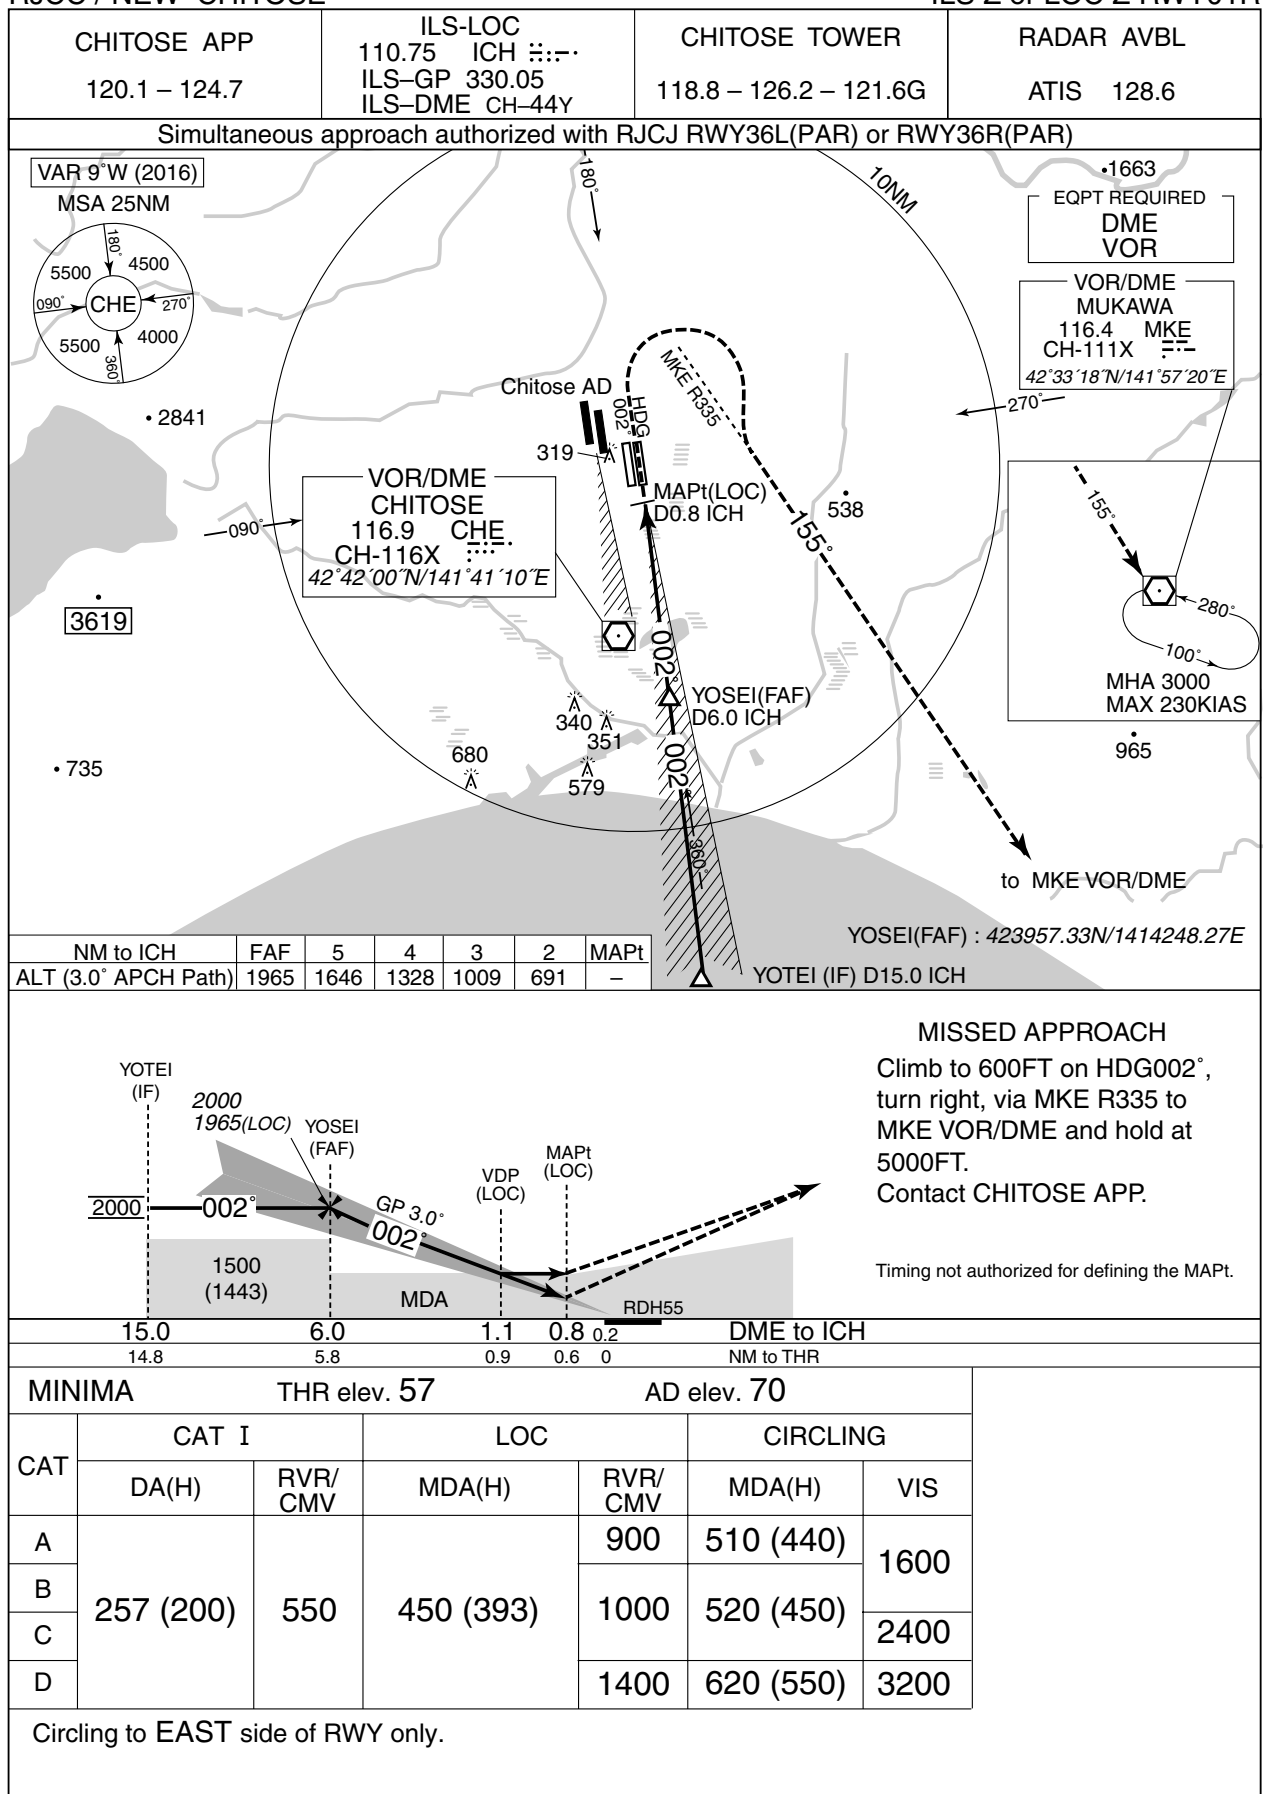 RJCC / NEW CHITOSE
ILS Z or LOC Z RWY01R
CHITOSE APP
120.1 – 124.7
ILS-LOC
110.75 ICH
ILS–GP 330.05
ILS–DME CH–44Y
CHITOSE TOWER
118.8 – 126.2 – 121.6G
RADAR AVBL
ATIS 128.6
Simultaneous approach authorized with RJCJ RWY36L(PAR) or RWY36R(PAR)
VAR 9˚W (2016)
MSA 25NM
180˚
5500
4500
090˚
CHE
270˚
5500
4000
360˚
180˚
10NM
1663
EQPT REQUIRED
DME
VOR
VOR/DME
MUKAWA
116.4 MKE
CH-111X
42˚33´18˝N/141˚57´20˝E
2841
Chitose AD
HDG
002˚
MKE R335
270˚
319
VOR/DME
CHITOSE
116.9 CHE
CH-116X
42˚42´00˝N/141˚41´10˝E
MAPt(LOC)
D0.8 ICH
538
155˚
090˚
155˚
280˚
100˚
MHA 3000
MAX 230KIAS
3619
002˚
YOSEI(FAF)
D6.0 ICH
340
351
680
579
002˚
735
965
360˚
to MKE VOR/DME
YOSEI(FAF) : 423957.33N/1414248.27E
YOTEI (IF) D15.0 ICH
NM to ICH FAF 5 4 3 2 MAPt
ALT (3.0˚ APCH Path) 1965 1646 1328 1009 691 –
MISSED APPROACH
Climb to 600FT on HDG002˚,
turn right, via MKE R335 to
MKE VOR/DME and hold at
5000FT.
Contact CHITOSE APP.
Timing not authorized for defining the MAPt.
YOTEI
(IF)
2000
1965(LOC)
YOSEI
(FAF)
VDP
(LOC)
MAPt
(LOC)
2000
002˚
GP 3.0˚
002˚
1500
(1443)
MDA
RDH55
15.0 6.0 1.1 0.8 0.2 DME to ICH
14.8 5.8 0.9 0.6 0 NM to THR
MINIMA THR elev. 57 AD elev. 70
CAT
CAT I LOC CIRCLING
DA(H) RVR/CMV MDA(H) RVR/CMV MDA(H) VIS
A 900 510 (440) 1600
B 257 (200) 550 450 (393) 1000 520 (450)
C 2400
D 1400 620 (550) 3200
Circling to EAST side of RWY only.